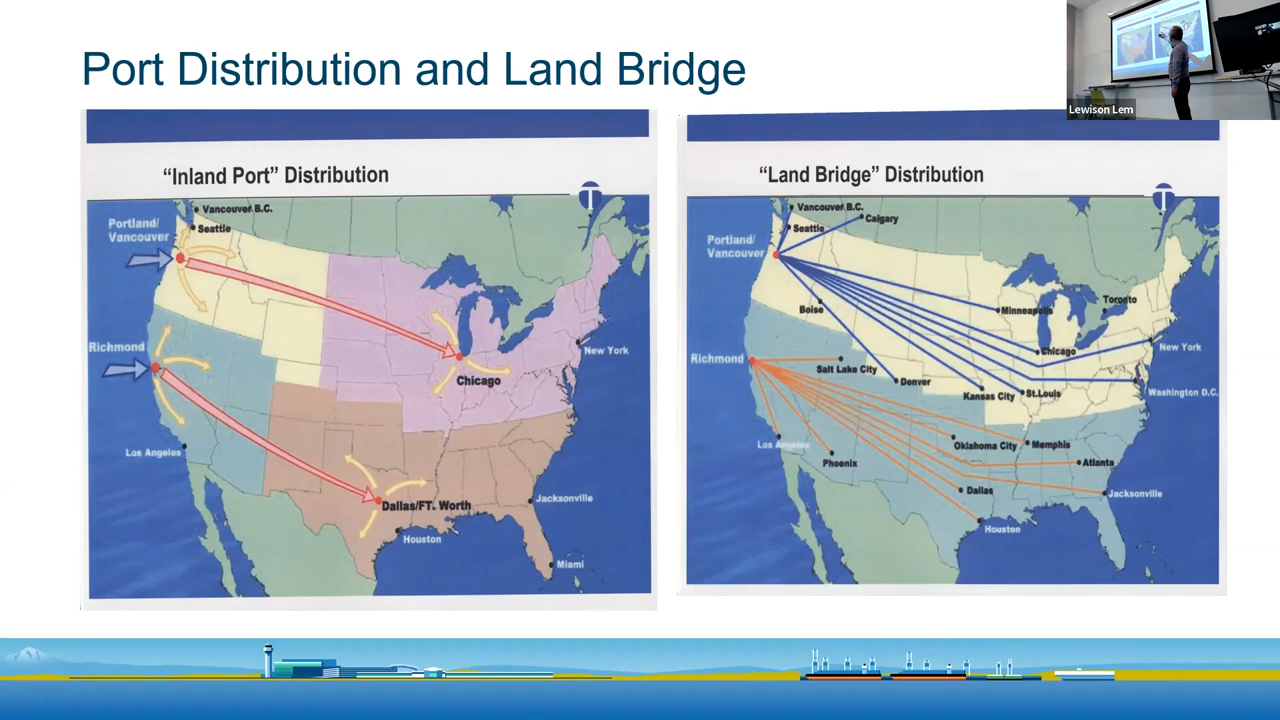 Port Distribution and Land Bridge
Lewison Lem
“Inland Port” Distribution
T
Vancouver B.C.
Portland/
Vancouver
Seattle
Richmond
New York
Chicago
Los Angeles
Dallas/FT. Worth
Jacksonville
Houston
Miami
“Land Bridge” Distribution
T
Vancouver B.C.
Calgary
Seattle
Portland/
Vancouver
Toronto
Boise
Minneapolis
New York
Chicago
Richmond
Salt Lake City
Denver
Kansas City
St.Louis
Washington D.C.
Los Angeles
Oklahoma City
Memphis
Phoenix
Atlanta
Dallas
Jacksonville
Houston